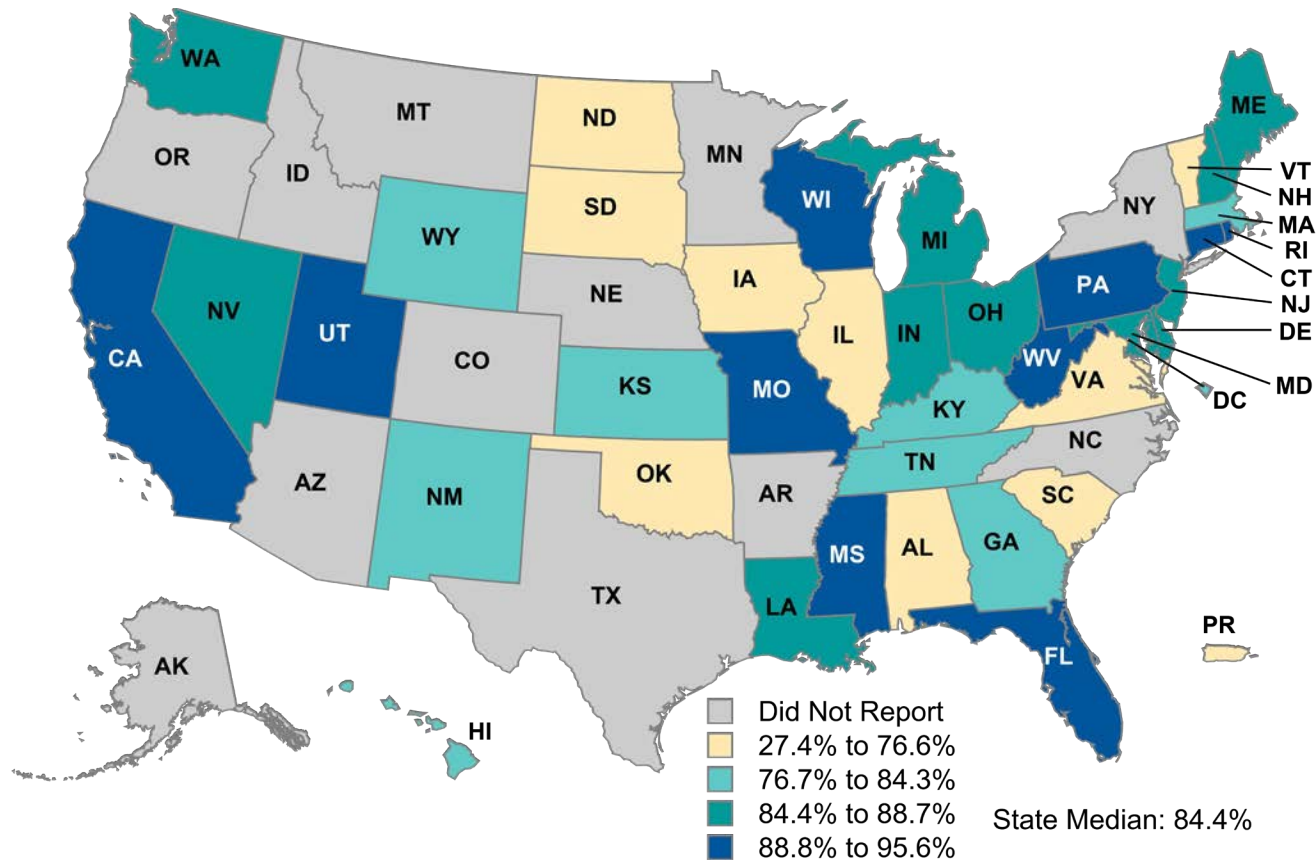 WA
ME
MT
ND
MN
OR
VT
ID
NH
WI
SD
NY
MA
WY
MI
RI
CT
IA
PA
NE
NJ
NV
OH
IL
IN
UT
DE
CA
CO
WV
KS
MO
VA
MD
DC
KY
NC
TN
OK
AZ
NM
AR
SC
GA
AL
MS
TX
LA
PR
FL
AK
HI
Did Not Report
27.4% to 76.6%
76.7% to 84.3%
84.4% to 88.7%
State Median: 84.4%
88.8% to 95.6%